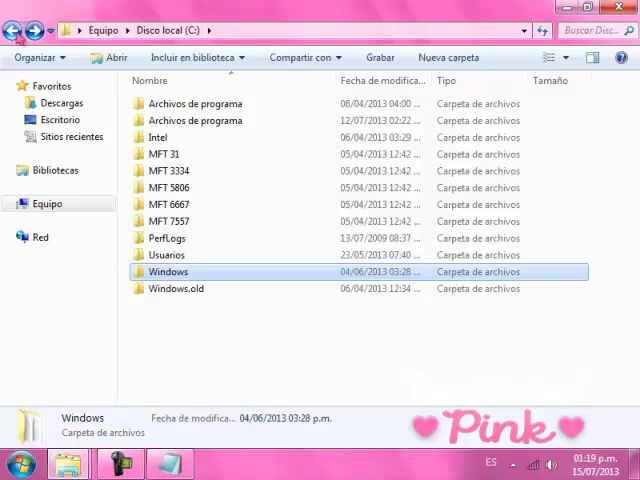 Equipo ▸ Disco local (C:) ▸
Buscar Disc...
Organizar Abrir Incluir en biblioteca Compartir con Grabar Nueva carpeta
Nombre Fecha de modifica... Tipo Tamaño
Favoritos
Descargas
Escritorio
Sitios recientes
Bibliotecas
Equipo
Red
Archivos de programa 06/04/2013 04:00 ... Carpeta de archivos
Archivos de programa 12/07/2013 02:22 ... Carpeta de archivos
Intel 06/04/2013 03:29 ... Carpeta de archivos
MFT 31 05/04/2013 12:42 ... Carpeta de archivos
MFT 3334 05/04/2013 12:42 ... Carpeta de archivos
MFT 5806 05/04/2013 12:42 ... Carpeta de archivos
MFT 6667 05/04/2013 12:42 ... Carpeta de archivos
MFT 7557 05/04/2013 12:42 ... Carpeta de archivos
PerfLogs 13/07/2009 08:37 ... Carpeta de archivos
Usuarios 23/05/2013 07:40 ... Carpeta de archivos
Windows 04/06/2013 03:28 ... Carpeta de archivos
Windows.old 06/04/2013 12:34 ... Carpeta de archivos
Windows Fecha de modifica... 04/06/2013 03:28 p.m.
Carpeta de archivos
Pink
ES
01:19 p.m.
15/07/2013